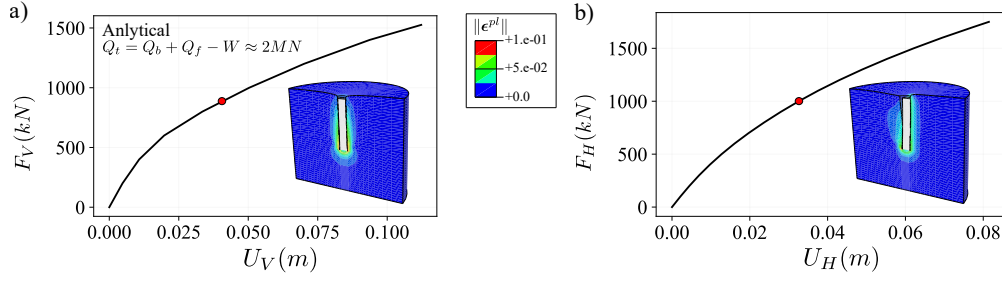 a)
Anlytical
$Q_t = Q_b + Q_f - W \approx 2MN$
1500
1000
500
0
$F_V(kN)$
0.000
0.025
0.050
0.075
0.100
$U_V(m)$
$\|\epsilon^{pl}\|$
+1.e-01
+5.e-02
+0.0
b)
1500
1000
500
0
$F_H(kN)$
0.00
0.02
0.04
0.06
0.08
$U_H(m)$